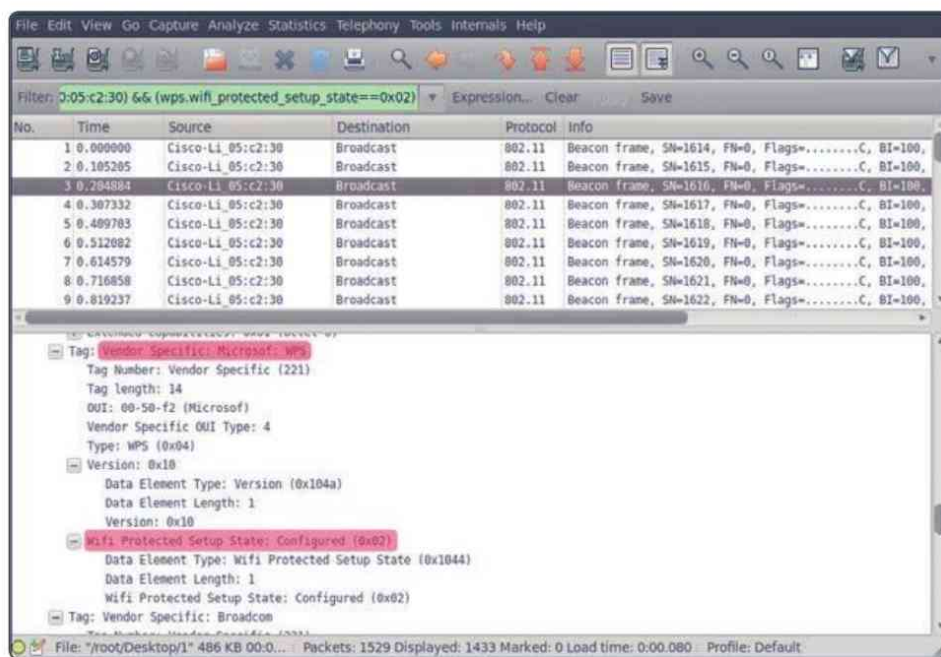 File Edit View Go Capture Analyze Statistics Telephony Tools Internals Help
Filter: 0:05:c2:30) && (wps.wifi_protected_setup_state==0x02) Expression... Clear Save
No. Time Source Destination Protocol Info
1 0.000000 Cisco-Li_05:c2:30 Broadcast 802.11 Beacon frame, SN=1614, FN=0, Flags=........C, BI=100,
2 0.105205 Cisco-Li_05:c2:30 Broadcast 802.11 Beacon frame, SN=1615, FN=0, Flags=........C, BI=100,
3 0.204884 Cisco-Li_05:c2:30 Broadcast 802.11 Beacon frame, SN=1616, FN=0, Flags=........C, BI=100,
4 0.307332 Cisco-Li_05:c2:30 Broadcast 802.11 Beacon frame, SN=1617, FN=0, Flags=........C, BI=100,
5 0.409703 Cisco-Li_05:c2:30 Broadcast 802.11 Beacon frame, SN=1618, FN=0, Flags=........C, BI=100,
6 0.512082 Cisco-Li_05:c2:30 Broadcast 802.11 Beacon frame, SN=1619, FN=0, Flags=........C, BI=100,
7 0.614579 Cisco-Li_05:c2:30 Broadcast 802.11 Beacon frame, SN=1620, FN=0, Flags=........C, BI=100,
8 0.716858 Cisco-Li_05:c2:30 Broadcast 802.11 Beacon frame, SN=1621, FN=0, Flags=........C, BI=100,
9 0.819237 Cisco-Li_05:c2:30 Broadcast 802.11 Beacon frame, SN=1622, FN=0, Flags=........C, BI=100,
Tag: Vendor Specific: Microsof: WPS
Tag Number: Vendor Specific (221)
Tag length: 14
OUI: 00-50-f2 (Microsof)
Vendor Specific OUI Type: 4
Type: WPS (0x04)
Version: 0x10
Data Element Type: Version (0x104a)
Data Element Length: 1
Version: 0x10
Wifi Protected Setup State: Configured (0x02)
Data Element Type: Wifi Protected Setup State (0x1044)
Data Element Length: 1
Wifi Protected Setup State: Configured (0x02)
Tag: Vendor Specific: Broadcom
File: "/root/Desktop/1" 486 KB 00:0... Packets: 1529 Displayed: 1433 Marked: 0 Load time: 0:00.080 Profile: Default